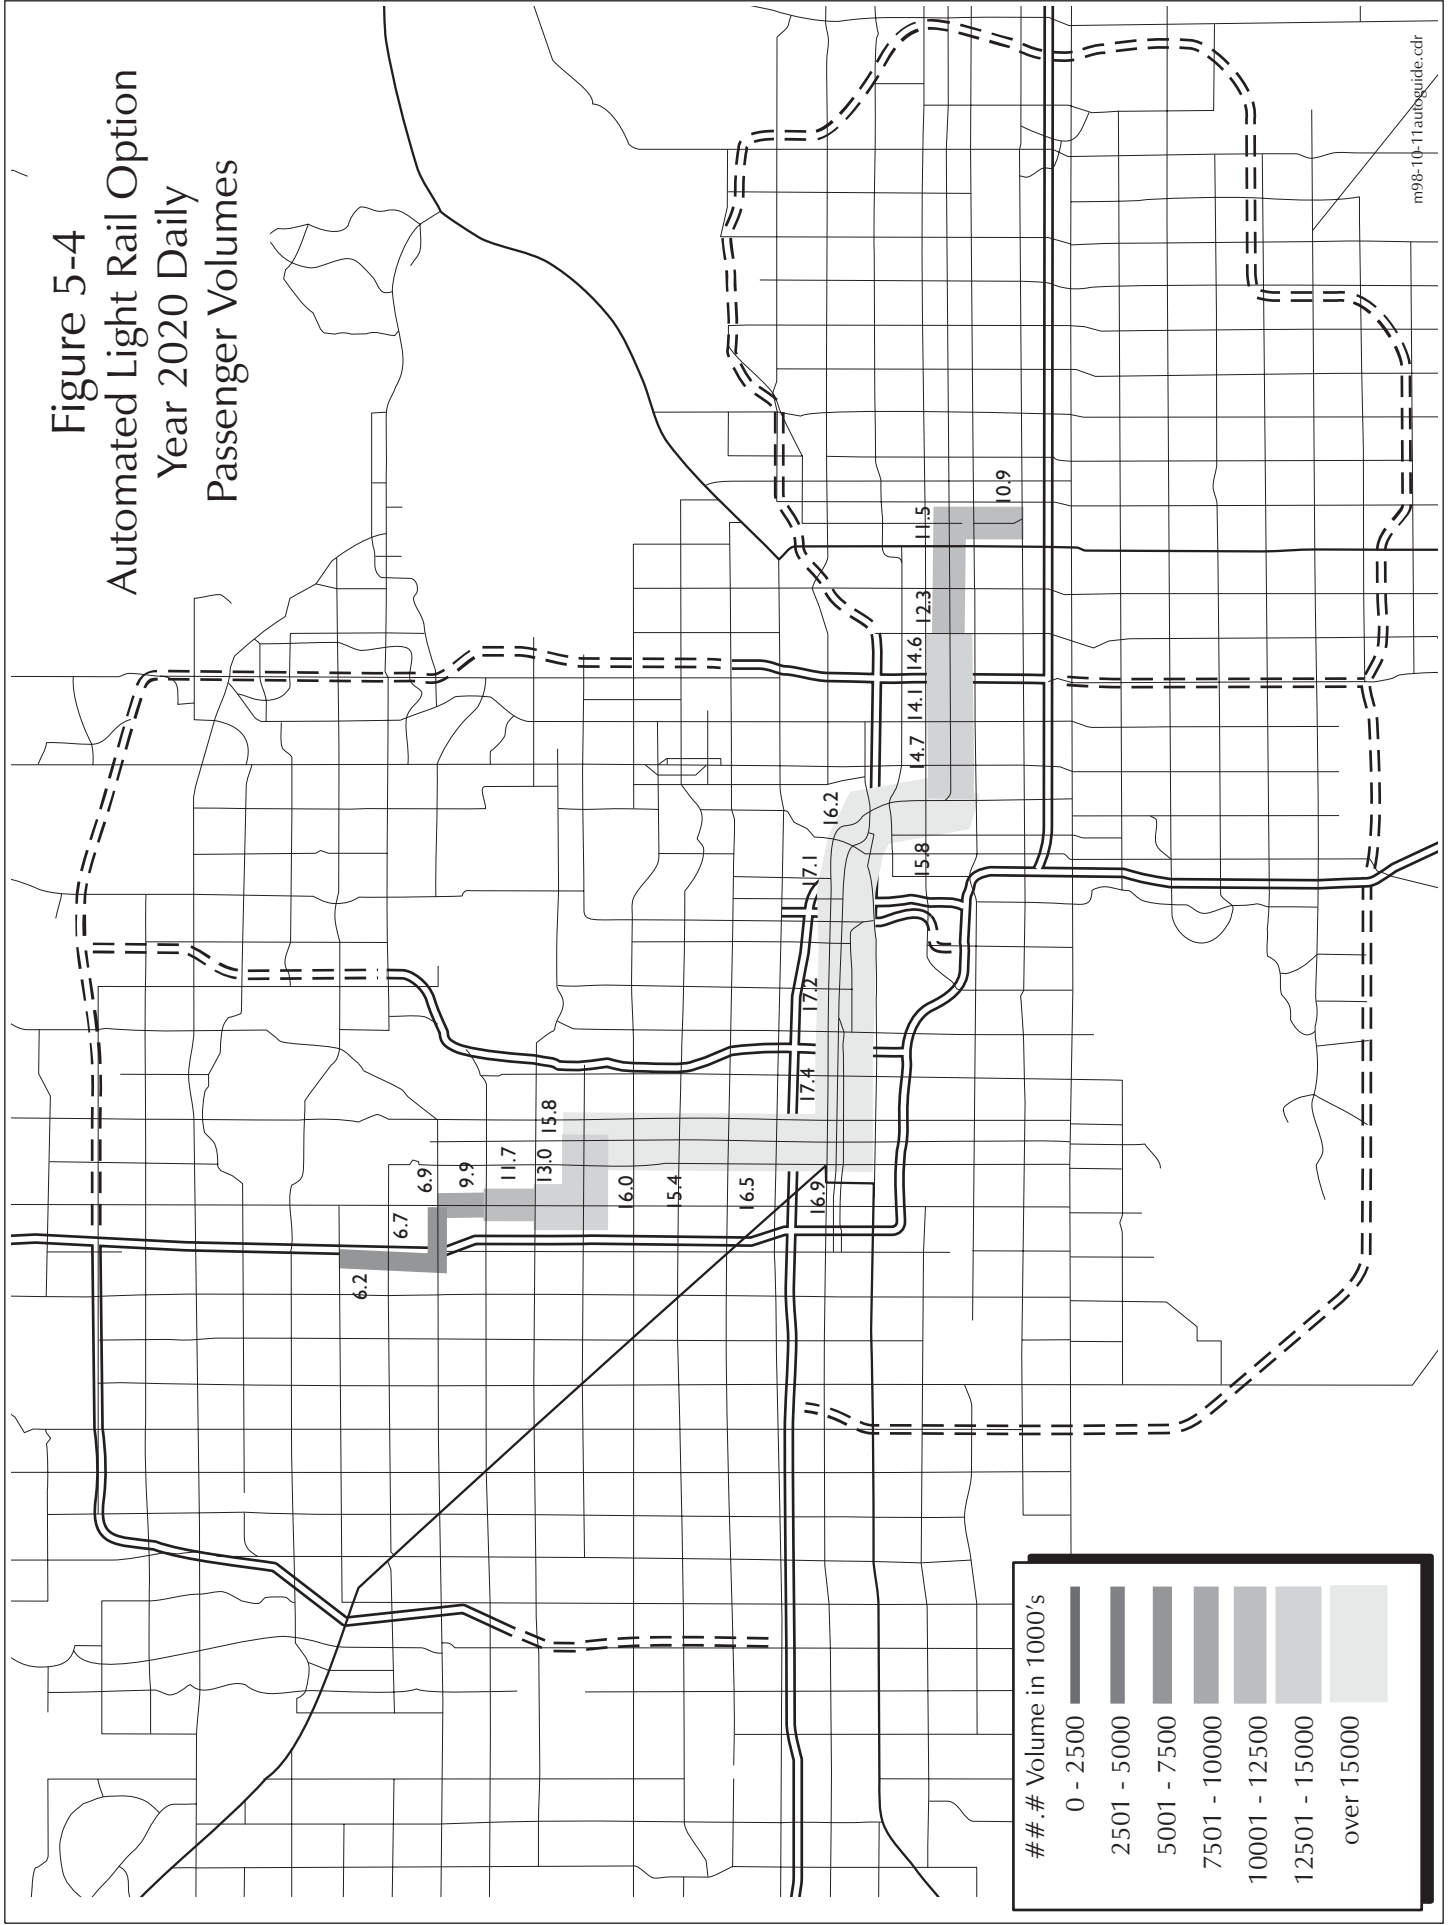 Figure 5-4
Automated Light Rail Option
Year 2020 Daily
Passenger Volumes
6.2
6.7
6.9
9.9
11.7
13.0
15.8
16.0
15.4
16.5
16.9
17.4
17.2
17.1
16.2
15.8
14.7
14.1
14.6
12.3
11.5
10.9
##.# Volume in 1000's
0 - 2500
2501 - 5000
5001 - 7500
7501 - 10000
10001 - 12500
12501 - 15000
over 15000
m98-10-11autoguide.cdr